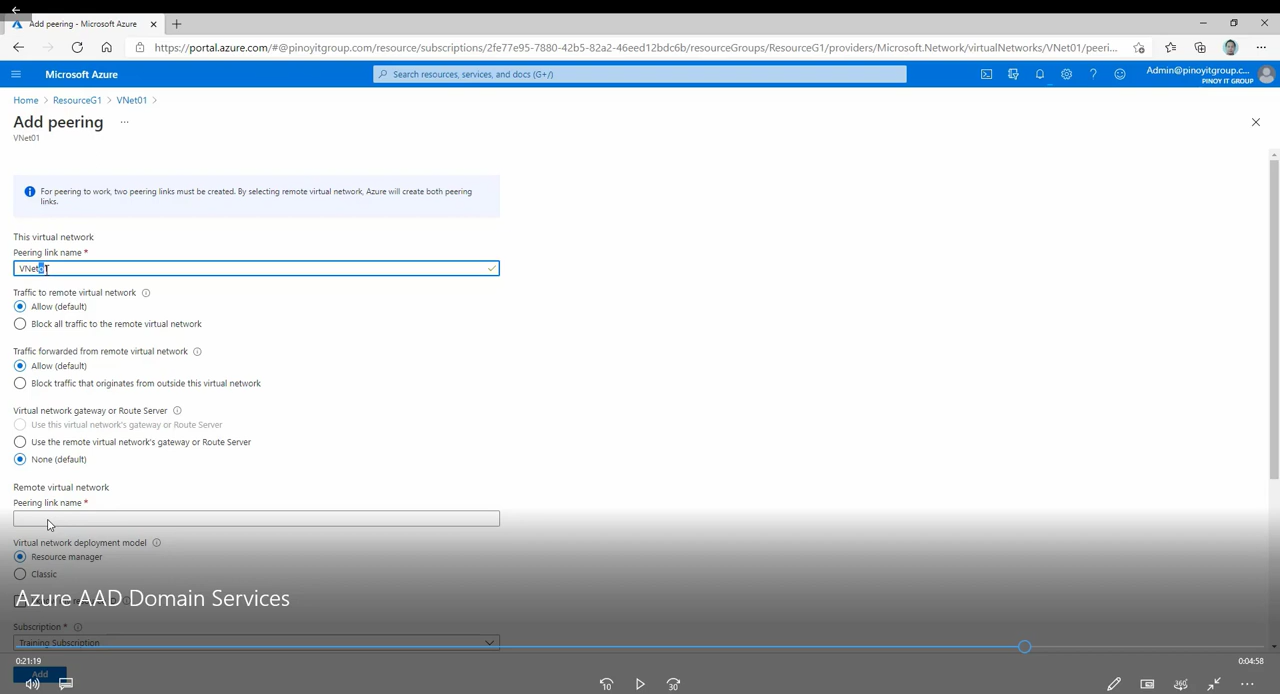 Add peering - Microsoft Azure
https://portal.azure.com/#@pinoyitgroup.com/resource/subscriptions/2fe77e95-7880-42b5-82a2-46eed12bdc6b/resourceGroups/ResourceG1/providers/Microsoft.Network/virtualNetworks/VNet01/peeri...
Microsoft Azure
Search resources, services, and docs (G+/)
Admin@pinoyitgroup.c...
PINOY IT GROUP
Home > ResourceG1 > VNet01 >
Add peering ...
VNet01
For peering to work, two peering links must be created. By selecting remote virtual network, Azure will create both peering
links.
This virtual network
Peering link name *
Traffic to remote virtual network
Allow (default)
Block all traffic to the remote virtual network
Traffic forwarded from remote virtual network
Allow (default)
Block traffic that originates from outside this virtual network
Virtual network gateway or Route Server
Use this virtual network's gateway or Route Server
Use the remote virtual network's gateway or Route Server
None (default)
Remote virtual network
Peering link name *
Virtual network deployment model
Resource manager
Classic
Azure AAD Domain Services
Subscription *
Training Subscription
0:21:19
0:04:58
Add
10
30
360